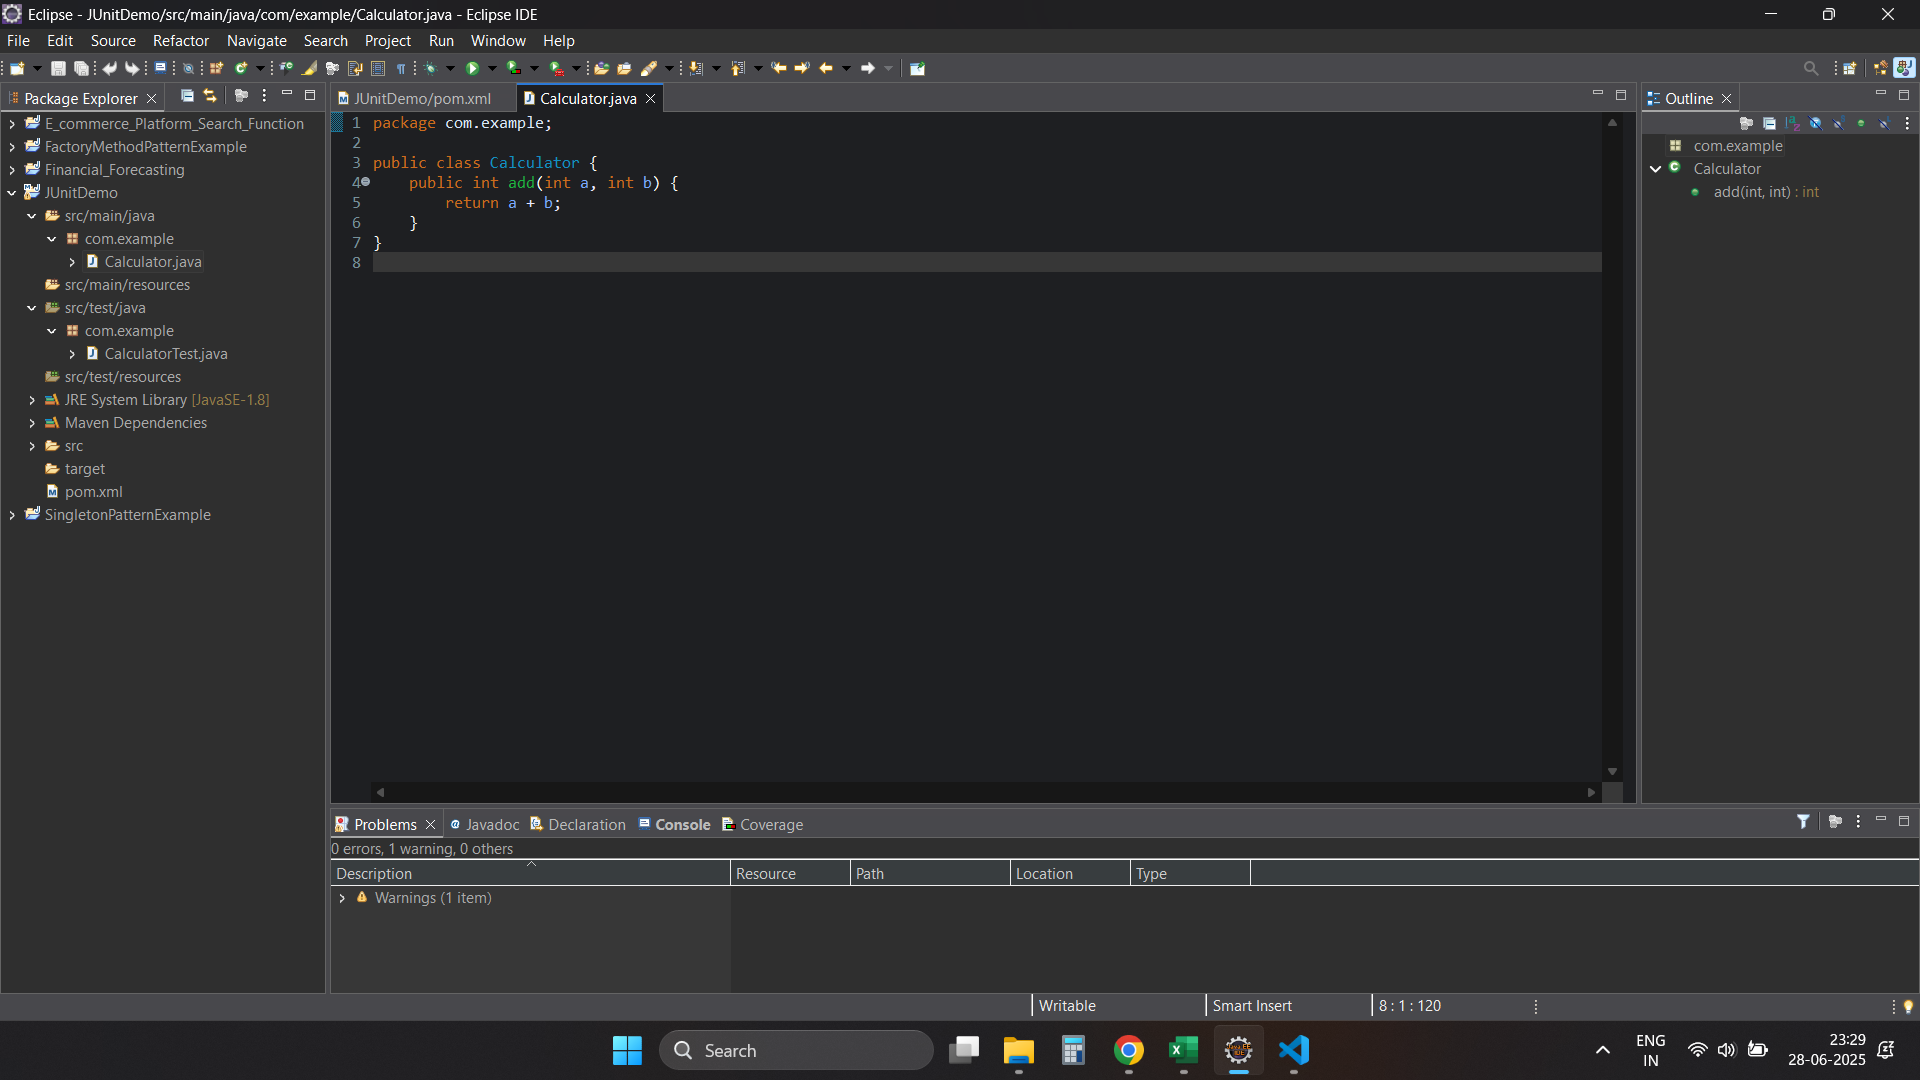 Eclipse - JUnitDemo/src/main/java/com/example/Calculator.java - Eclipse IDE
File Edit Source Refactor Navigate Search Project Run Window Help
Package Explorer
E_commerce_Platform_Search_Function
FactoryMethodPatternExample
Financial_Forecasting
JUnitDemo
src/main/java
com.example
Calculator.java
src/main/resources
src/test/java
com.example
CalculatorTest.java
src/test/resources
JRE System Library [JavaSE-1.8]
Maven Dependencies
src
target
pom.xml
SingletonPatternExample
JUnitDemo/pom.xml Calculator.java
1 package com.example;
2
3 public class Calculator {
4 public int add(int a, int b) {
5 return a + b;
6 }
7 }
8
Outline
com.example
Calculator
add(int, int) : int
Problems Javadoc Declaration Console Coverage
0 errors, 1 warning, 0 others
Description Resource Path Location Type
Warnings (1 item)
Writable Smart Insert 8 : 1 : 120
Search
ENG
IN
23:29
28-06-2025